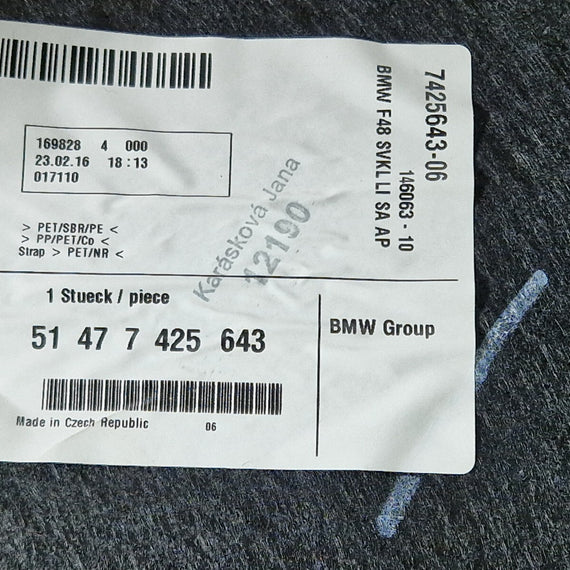 169828 4 000
23.02.16 18:13
017110
> PET/SBR/PE <
> PP/PET/Co <
Strap > PET/NR <
Karásková Jana
12190
7425643-06
146063 - 10
BMW F48 SVKL LI SA AP
1 Stueck / piece
51 47 7 425 643
Made in Czech Republic 06
BMW Group